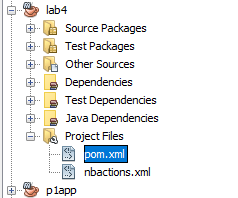 lab4
Source Packages
Test Packages
Other Sources
Dependencies
Test Dependencies
Java Dependencies
Project Files
pom.xml
nbactions.xml
p1app